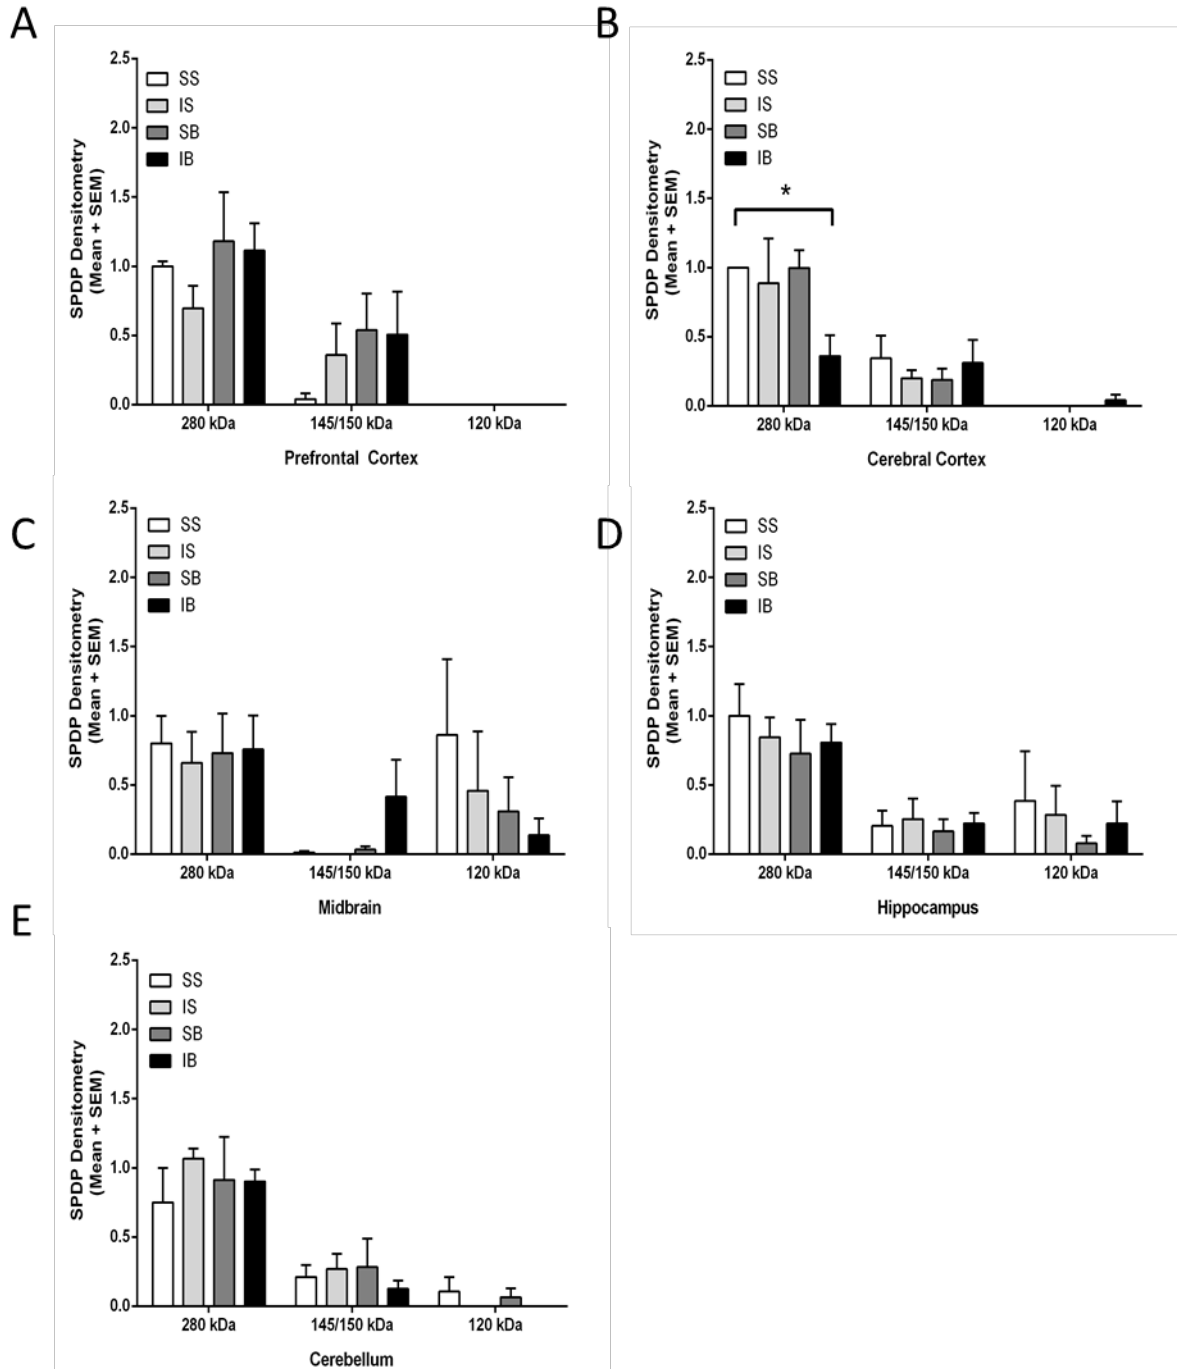 A
SPDP Densitometry
(Mean + SEM)
2.5
2.0
1.5
1.0
0.5
0.0
SS
IS
SB
IB
280 kDa 145/150 kDa 120 kDa
Prefrontal Cortex
B
SPDP Densitometry
(Mean + SEM)
2.5
2.0
1.5
1.0
0.5
0.0
SS
IS
SB
IB
*
280 kDa 145/150 kDa 120 kDa
Cerebral Cortex
C
SPDP Densitometry
(Mean + SEM)
2.5
2.0
1.5
1.0
0.5
0.0
SS
IS
SB
IB
280 kDa 145/150 kDa 120 kDa
Midbrain
D
SPDP Densitometry
(Mean + SEM)
2.5
2.0
1.5
1.0
0.5
0.0
SS
IS
SB
IB
280 kDa 145/150 kDa 120 kDa
Hippocampus
E
SPDP Densitometry
(Mean + SEM)
2.5
2.0
1.5
1.0
0.5
0.0
SS
IS
SB
IB
280 kDa 145/150 kDa 120 kDa
Cerebellum